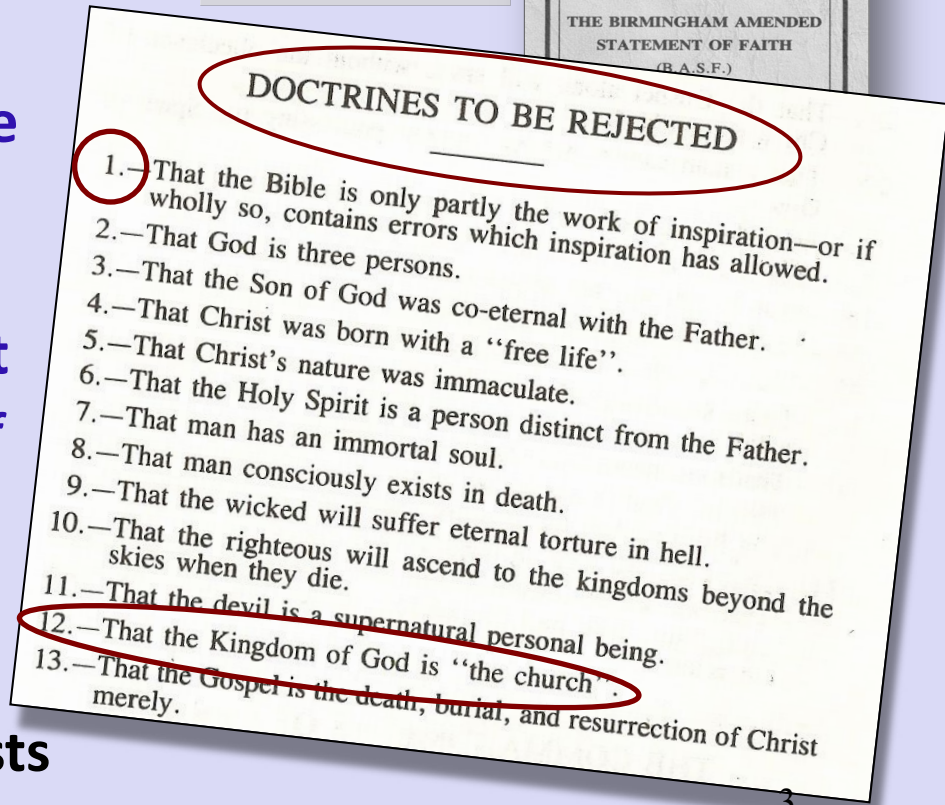 THE BIRMINGHAM AMENDED
STATEMENT OF FAITH
(B.A.S.F.)
DOCTRINES TO BE REJECTED
1.—That the Bible is only partly the work of inspiration—or if
wholly so, contains errors which inspiration has allowed.
2.—That God is three persons.
3.—That the Son of God was co-eternal with the Father.
4.—That Christ was born with a “free life”.
5.—That Christ's nature was immaculate.
6.—That the Holy Spirit is a person distinct from the Father.
7.—That man has an immortal soul.
8.—That man consciously exists in death.
9.—That the wicked will suffer eternal torture in hell.
10.—That the righteous will ascend to the kingdoms beyond the
skies when they die.
11.—That the devil is a supernatural personal being.
12.—That the Kingdom of God is “the church”.
13.—That the Gospel is the death, burial, and resurrection of Christ
merely.
3